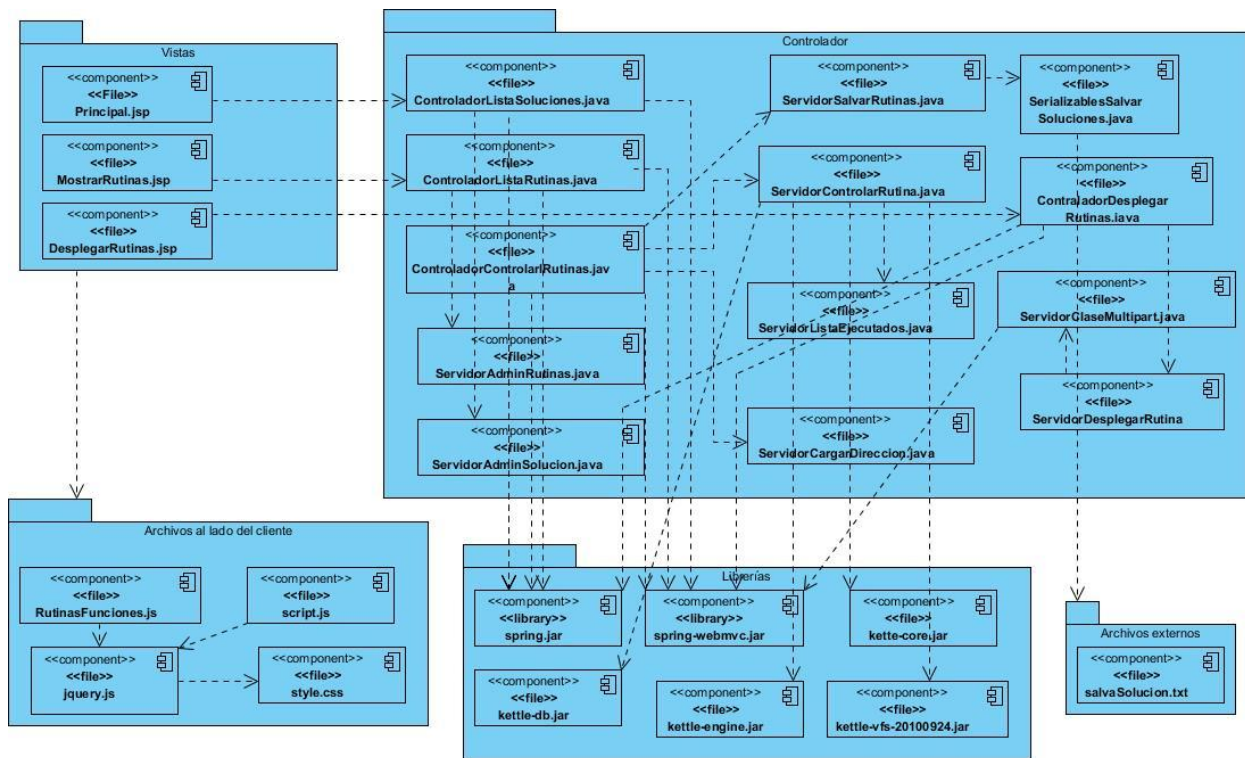 Vistas
<<component>>
<<File>>
Principal.jsp
<<component>>
<<file>>
MostrarRutinas.jsp
<<component>>
<<file>>
DesplegarRutinas.jsp
Controlador
<<component>>
<<file>>
ControladorListaSoluciones.java
<<component>>
<<file>>
ControladorListaRutinas.java
<<component>>
<<file>>
ControladorControlarlRutinas.jav
a
<<component>>
<<file>>
ServidorAdminRutinas.java
<<component>>
<<file>>
ServidorAdminSolucion.java
<<component>>
<<file>>
ServidorSalvarRutinas.java
<<component>>
<<file>>
ServidorControlarRutina.java
<<component>>
<<file>>
ServidorListaEjecutados.java
<<component>>
<<file>>
ServidorCargarDireccion.java
<<component>>
<<file>>
SerializablesSalvar
Soluciones.java
<<component>>
<<file>>
ContraladorDesplegar
Rutinas.java
<<component>>
<<file>>
ServidorClaseMultipart.java
<<component>>
<<file>>
ServidorDesplegarRutina
Archivos al lado del cliente
<<component>>
<<file>>
RutinasFunciones.js
<<component>>
<<file>>
script.js
<<component>>
<<file>>
jquery.js
<<component>>
<<file>>
style.css
Librerías
<<component>>
<<library>>
spring.jar
<<component>>
<<library>>
spring-webmvc.jar
<<component>>
<<file>>
kette-core.jar
<<component>>
<<file>>
kettle-db.jar
<<component>>
<<file>>
kettle-engine.jar
<<component>>
<<file>>
kettle-vfs-20100924.jar
Archivos externos
<<component>>
<<file>>
salvaSolucion.txt